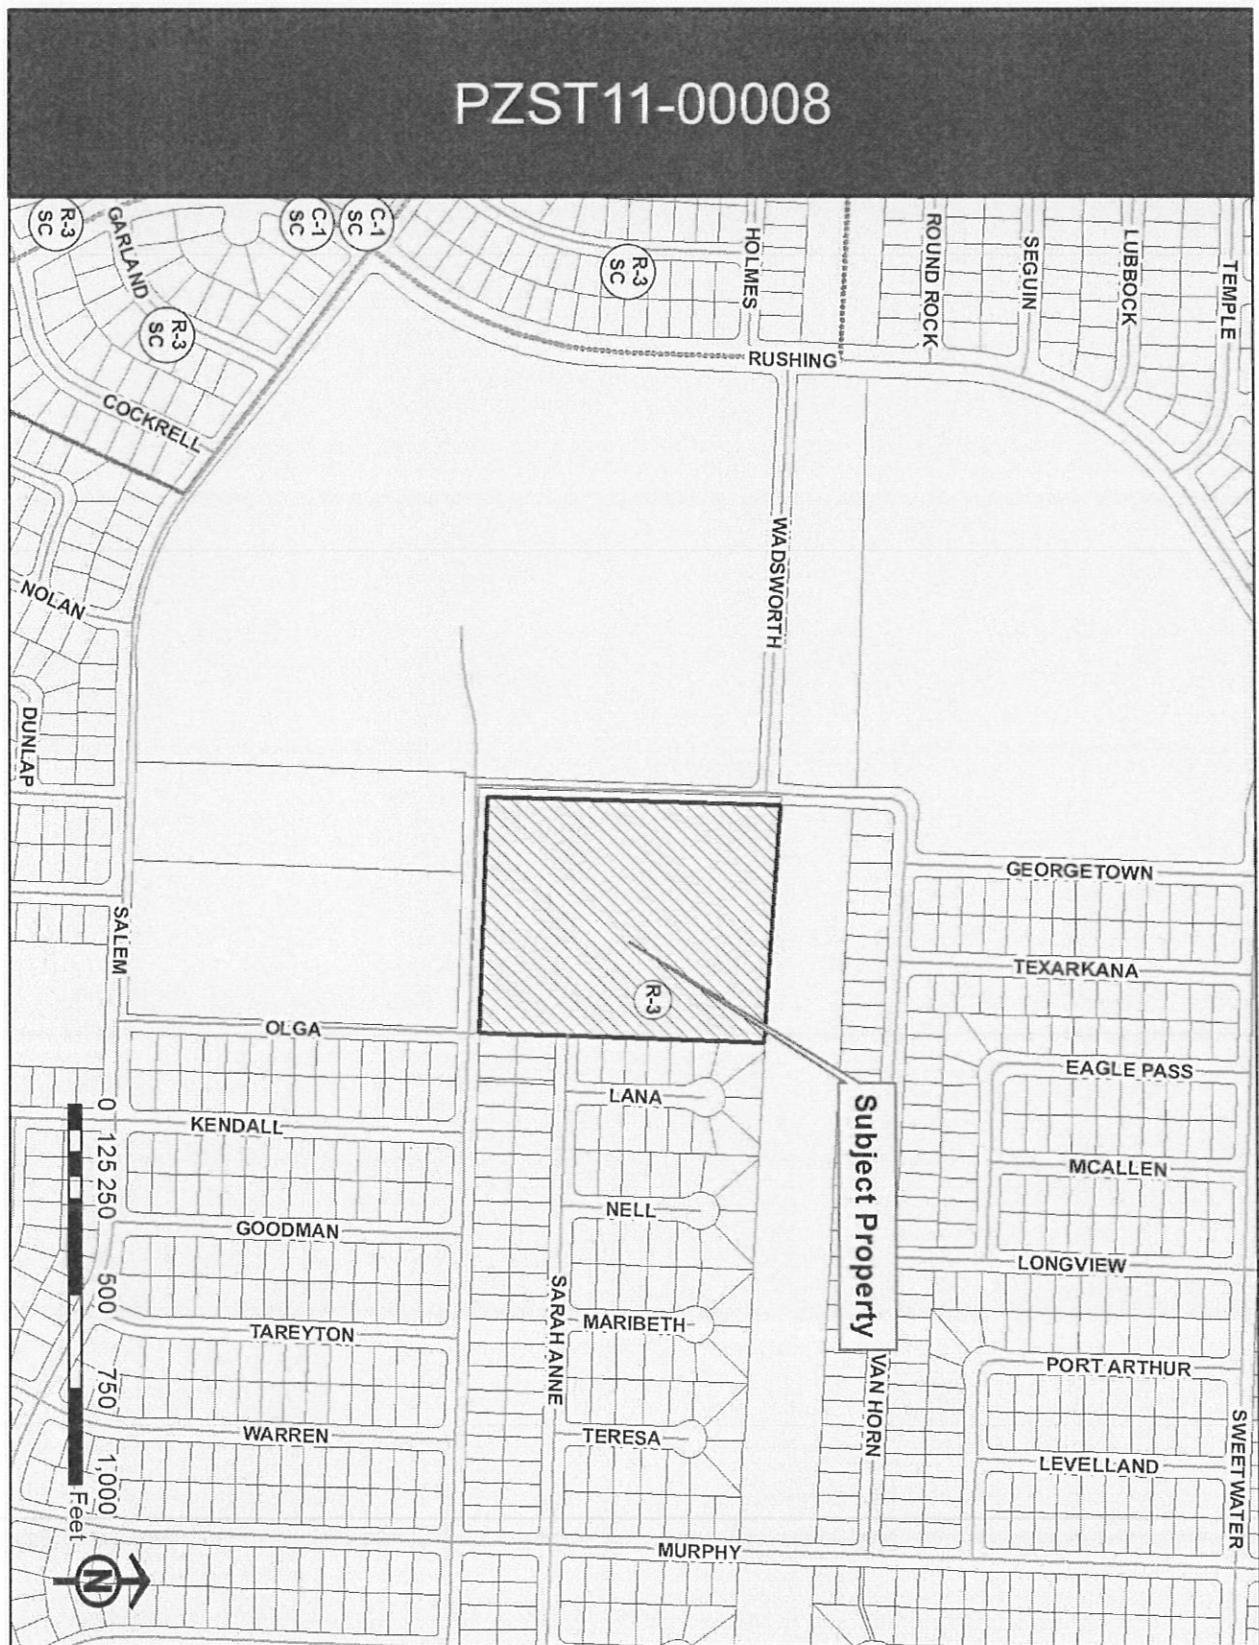 PZST11-00008
R-3
SC
GARLAND
C-1
SC
C-1
SC
R-3
SC
HOLMES
ROUND ROCK
SEGUIN
LUBBOCK
TEMPLE
R-3
SC
RUSHING
COCKRELL
WADSWORTH
NOLAN
DUNLAP
GEORGETOWN
SALEM
TEXARKANA
R-3
OLGA
EAGLE PASS
LANA
KENDALL
Subject Property
MCALLEN
NELL
GOODMAN
LONGVIEW
SARAH ANNE
MARIBETH
TAREYTON
VAN HORN
PORT ARTHUR
WARREN
TERESA
LEVELLAND
SWEETWATER
MURPHY
0 125 250 500 750 1,000
Feet
N